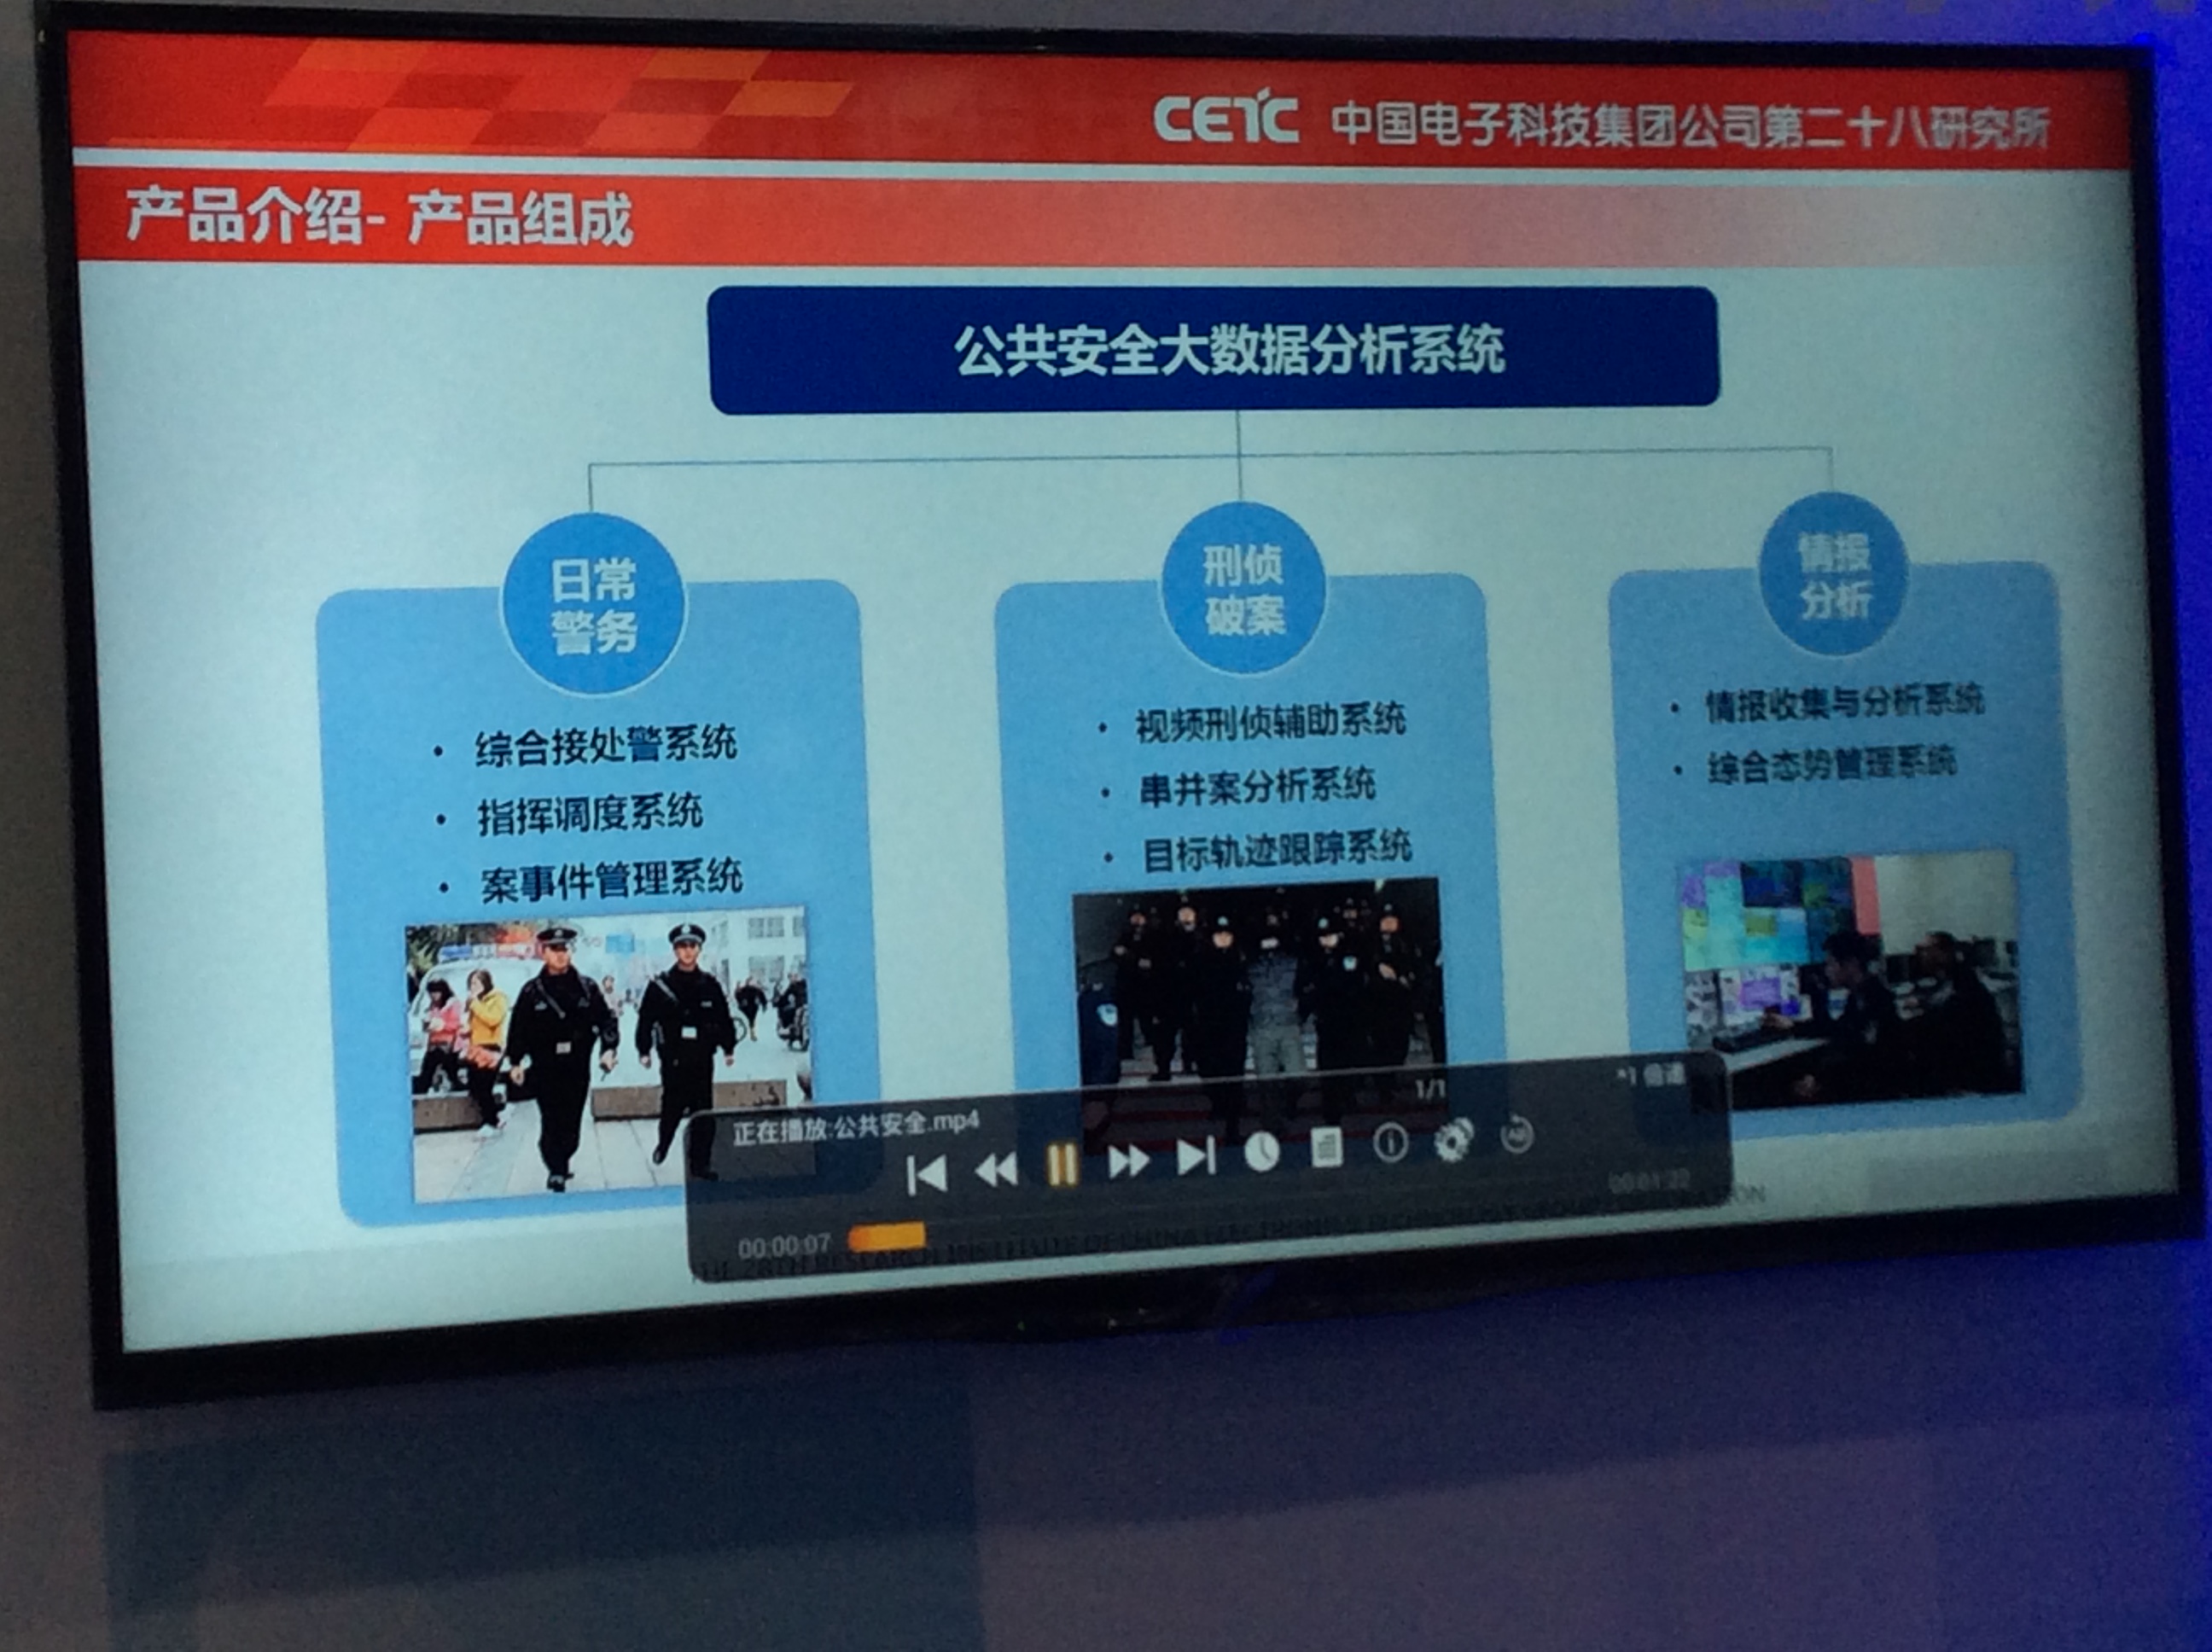 CETC 中国电子科技集团公司第二十八研究所
产品介绍- 产品组成
公共安全大数据分析系统
日常
警务
• 综合接处警系统
• 指挥调度系统
• 案事件管理系统
刑侦
破案
• 视频刑侦辅助系统
• 串并案分析系统
• 目标轨迹跟踪系统
情报
分析
• 情报收集与分析系统
• 综合态势管理系统
正在播放:公共安全.mp4
1/1
*1 倍速
00:00:07
THE 28TH RESEARCH INSTITUTE OF CHINA ELECTRONICS TECHNOLOGY GROUP CORPORATION